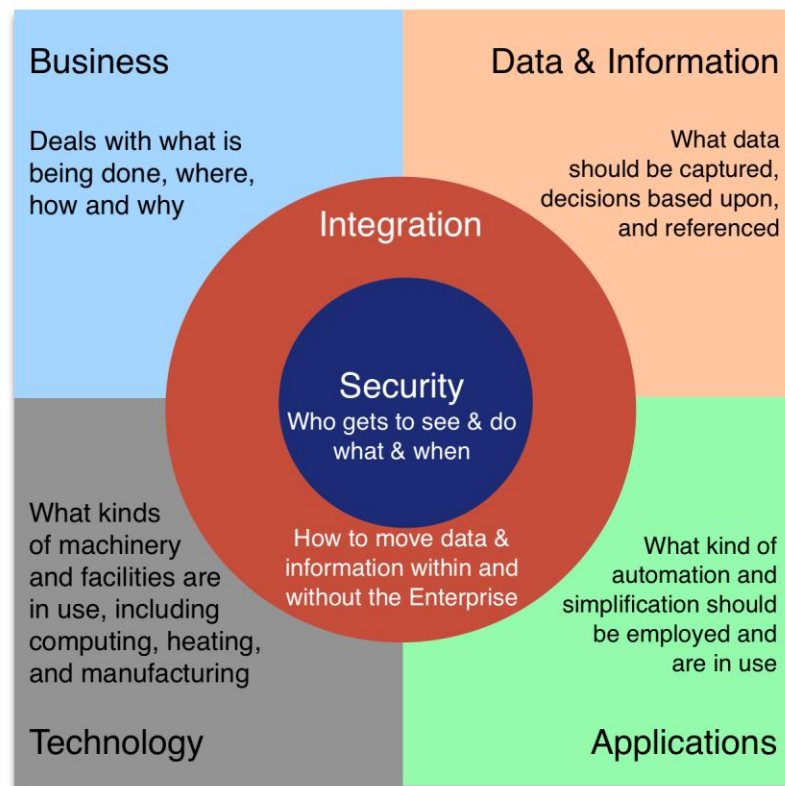 Business
Deals with what is
being done, where,
how and why
Data & Information
What data
should be captured,
decisions based upon,
and referenced
Integration
Security
Who gets to see & do
what & when
How to move data &
information within and
without the Enterprise
What kinds
of machinery
and facilities are
in use, including
computing, heating,
and manufacturing
Technology
What kind of
automation and
simplification should
be employed and
are in use
Applications